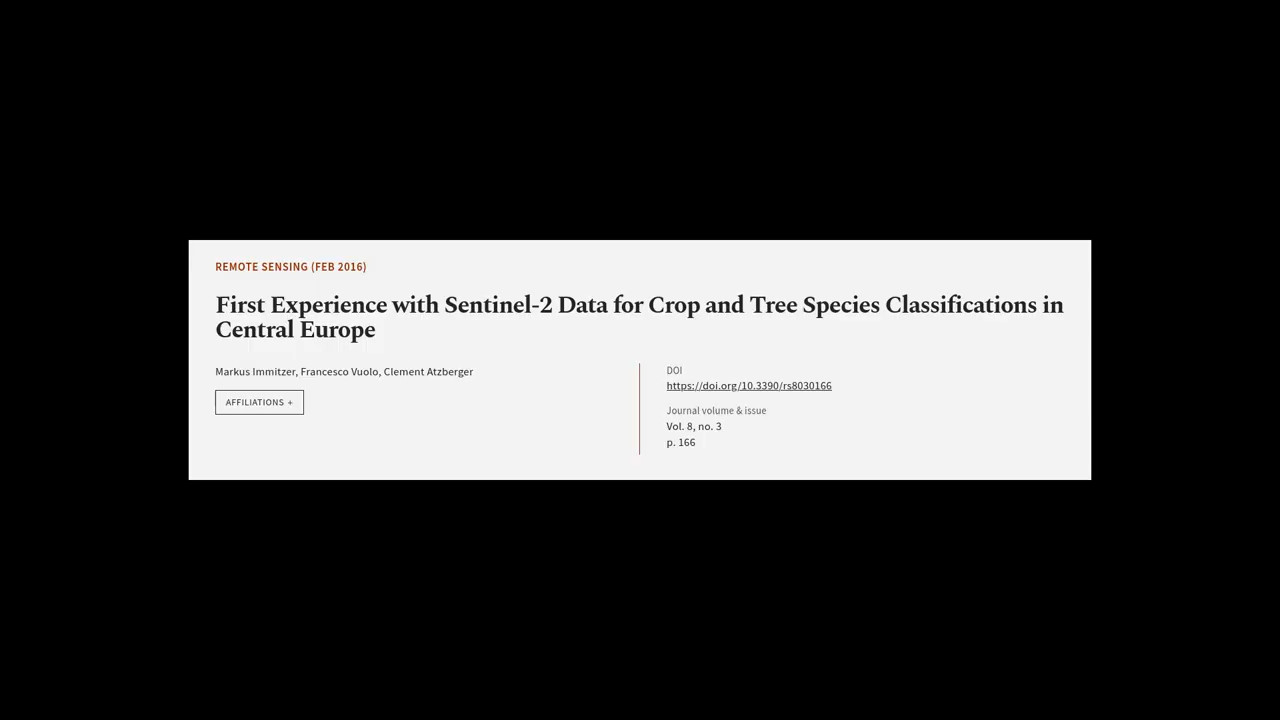 REMOTE SENSING (FEB 2016)
First Experience with Sentinel-2 Data for Crop and Tree Species Classifications in
Central Europe
Markus Immitzer, Francesco Vuolo, Clement Atzberger
AFFILIATIONS +
DOI
https://doi.org/10.3390/rs8030166
Journal volume & issue
Vol. 8, no. 3
p. 166